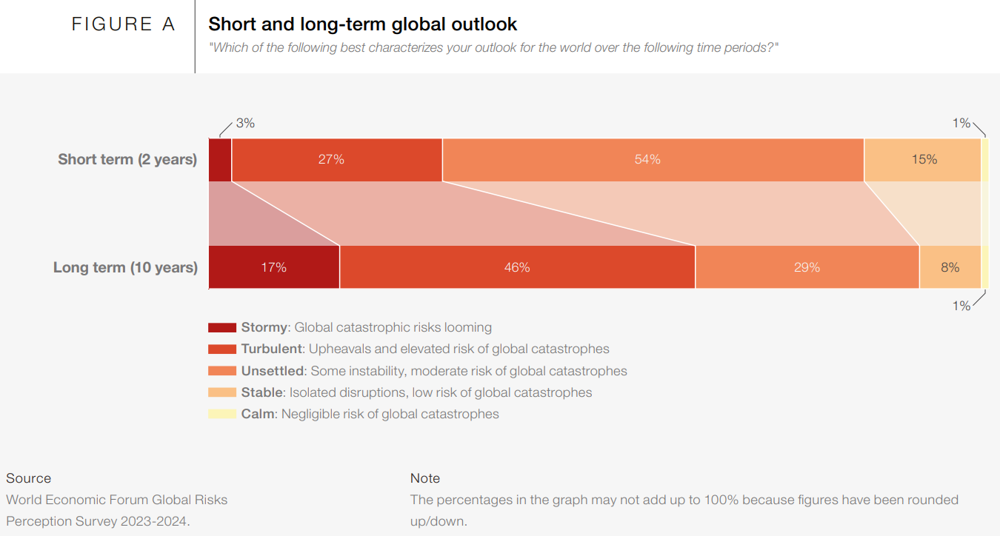 FIGURE A
Short and long-term global outlook
"Which of the following best characterizes your outlook for the world over the following time periods?"
3%
1%
Short term (2 years)
27%
54%
15%
Long term (10 years)
17%
46%
29%
8%
1%
Stormy: Global catastrophic risks looming
Turbulent: Upheavals and elevated risk of global catastrophes
Unsettled: Some instability, moderate risk of global catastrophes
Stable: Isolated disruptions, low risk of global catastrophes
Calm: Negligible risk of global catastrophes
Source
World Economic Forum Global Risks
Perception Survey 2023-2024.
Note
The percentages in the graph may not add up to 100% because figures have been rounded
up/down.